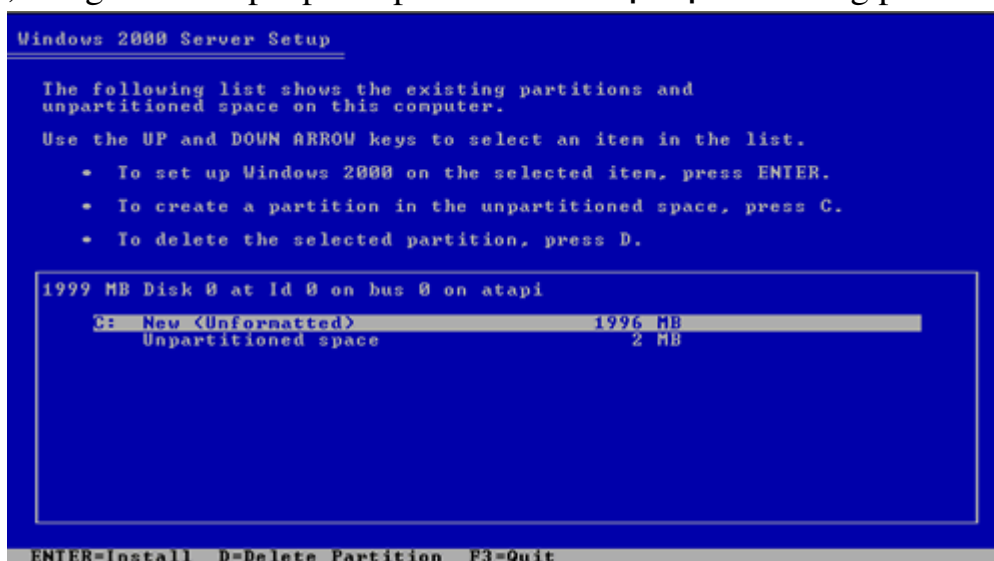 Windows 2000 Server Setup
The following list shows the existing partitions and
unpartitioned space on this computer.
Use the UP and DOWN ARROW keys to select an item in the list.
• To set up Windows 2000 on the selected item, press ENTER.
• To create a partition in the unpartitioned space, press C.
• To delete the selected partition, press D.
1999 MB Disk 0 at Id 0 on bus 0 on atapi
C: New <Unformatted> 1996 MB
Unpartitioned space 2 MB
ENTER=Install D=Delete Partition F3=Quit